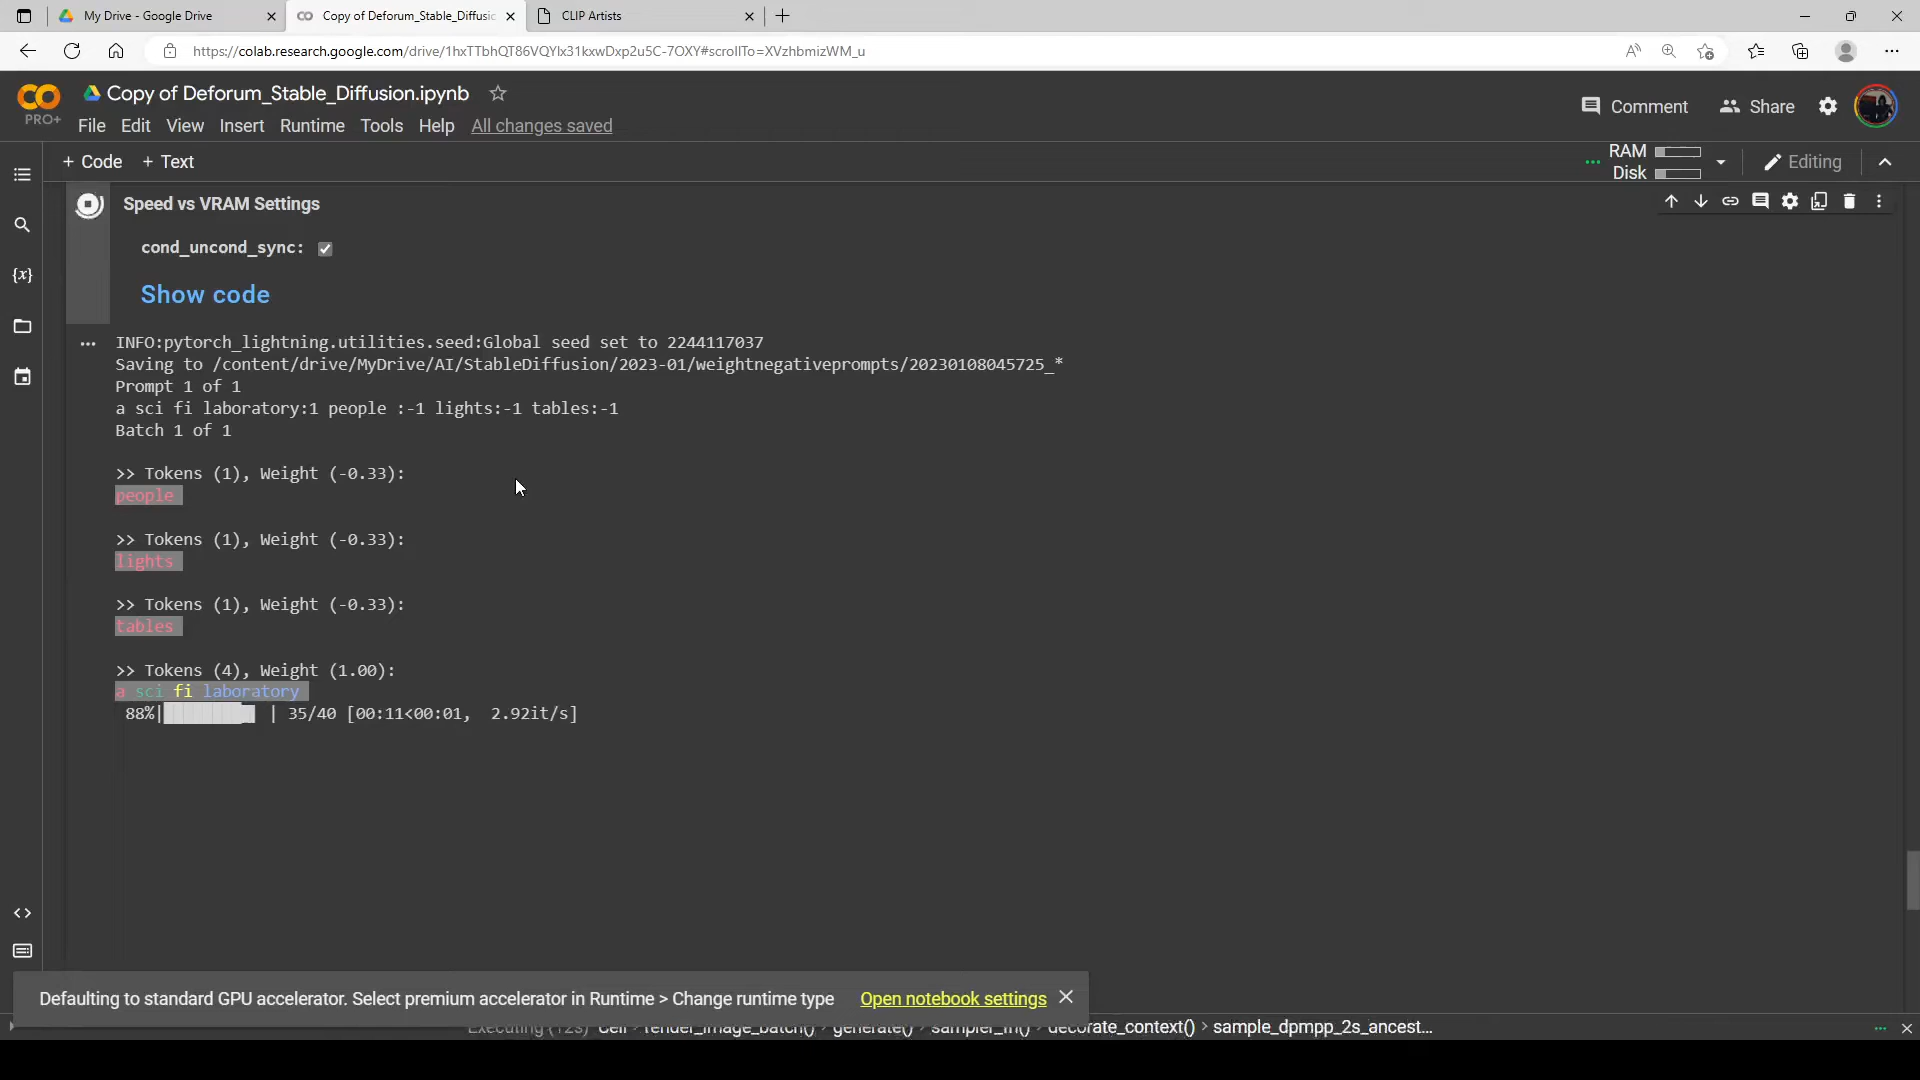 My Drive - Google Drive
Copy of Deforum_Stable_Diffusic
CLIP Artists
https://colab.research.google.com/drive/1hxTTbhQT86VQYlx31kxwDxp2u5C-7OXY#scrollTo=XVzhbmizWM_u
Copy of Deforum_Stable_Diffusion.ipynb
PRO+
File Edit View Insert Runtime Tools Help All changes saved
Comment Share
+ Code + Text
RAM
Disk
Editing
Speed vs VRAM Settings
cond_uncond_sync:
Show code
INFO:pytorch_lightning.utilities.seed:Global seed set to 2244117037
Saving to /content/drive/MyDrive/AI/StableDiffusion/2023-01/weightnegativeprompts/20230108045725_*
Prompt 1 of 1
a sci fi laboratory:1 people :-1 lights:-1 tables:-1
Batch 1 of 1
>> Tokens (1), Weight (-0.33):
people
>> Tokens (1), Weight (-0.33):
lights
>> Tokens (1), Weight (-0.33):
tables
>> Tokens (4), Weight (1.00):
a sci fi laboratory
88%| | 35/40 [00:11<00:01, 2.92it/s]
Defaulting to standard GPU accelerator. Select premium accelerator in Runtime > Change runtime type Open notebook settings
Executing (12s) Cell > render_image_batch() > generate() > sampler_fn() > decorate_context() > sample_dpmpp_2s_ancest...